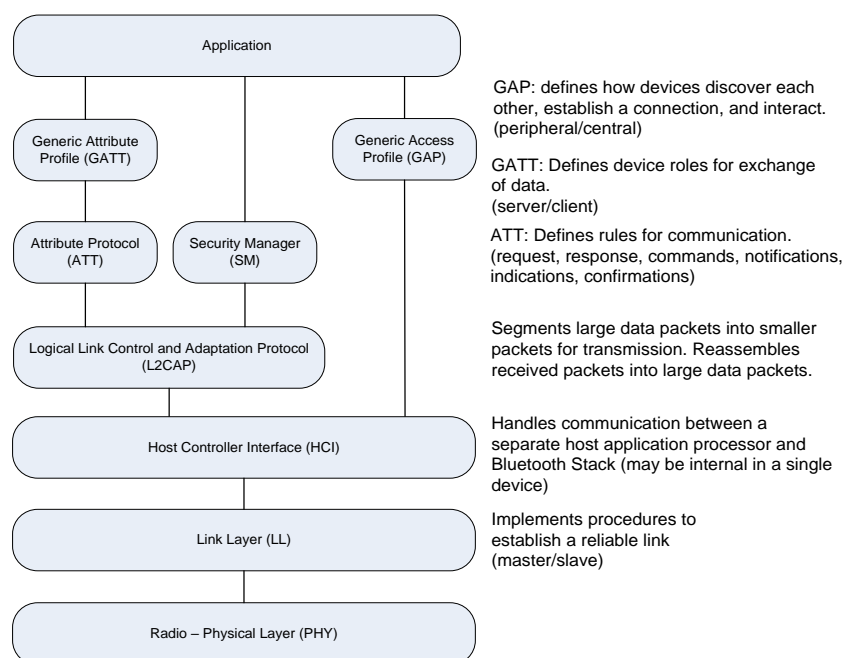 Application
GAP: defines how devices discover each
other, establish a connection, and interact.
(peripheral/central)
Generic Attribute
Profile (GATT)
Generic Access
Profile (GAP)
GATT: Defines device roles for exchange
of data.
(server/client)
Attribute Protocol
(ATT)
Security Manager
(SM)
ATT: Defines rules for communication.
(request, response, commands, notifications,
indications, confirmations)
Logical Link Control and Adaptation Protocol
(L2CAP)
Segments large data packets into smaller
packets for transmission. Reassembles
received packets into large data packets.
Host Controller Interface (HCI)
Handles communication between a
separate host application processor and
Bluetooth Stack (may be internal in a single
device)
Link Layer (LL)
Implements procedures to
establish a reliable link
(master/slave)
Radio – Physical Layer (PHY)